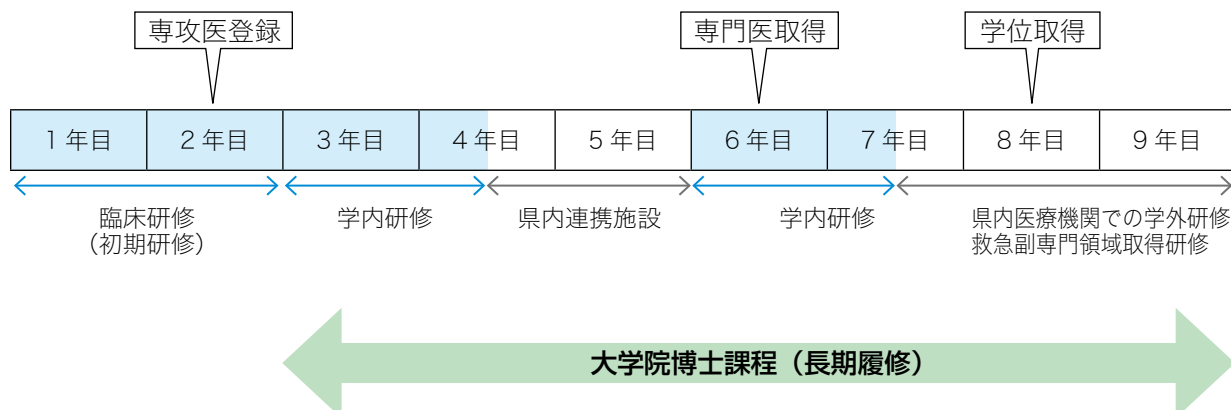 専攻医登録
専門医取得
学位取得
1年目
2年目
3年目
4年目
5年目
6年目
7年目
8年目
9年目
臨床研修
（初期研修）
学内研修
県内連携施設
学内研修
県内医療機関での学外研修
救急副専門領域取得研修
大学院博士課程（長期履修）